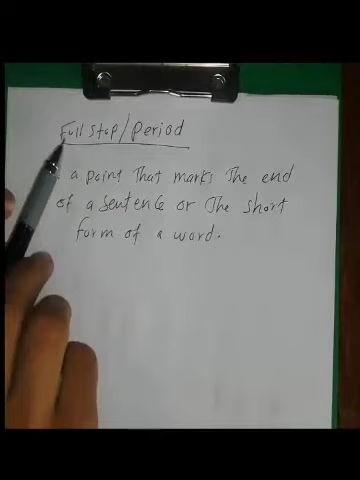 Full stop/period
a point that marks the end
of a sentence or the short
form of a word.